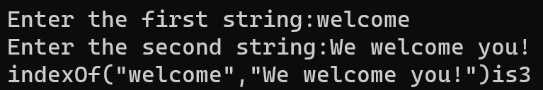 Enter the first string:welcome
Enter the second string:We welcome you!
indexOf("welcome","We welcome you!")is3